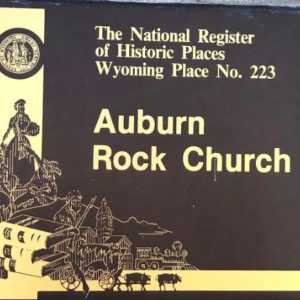 The National Register
of Historic Places
Wyoming Place No. 223
Auburn
Rock Church